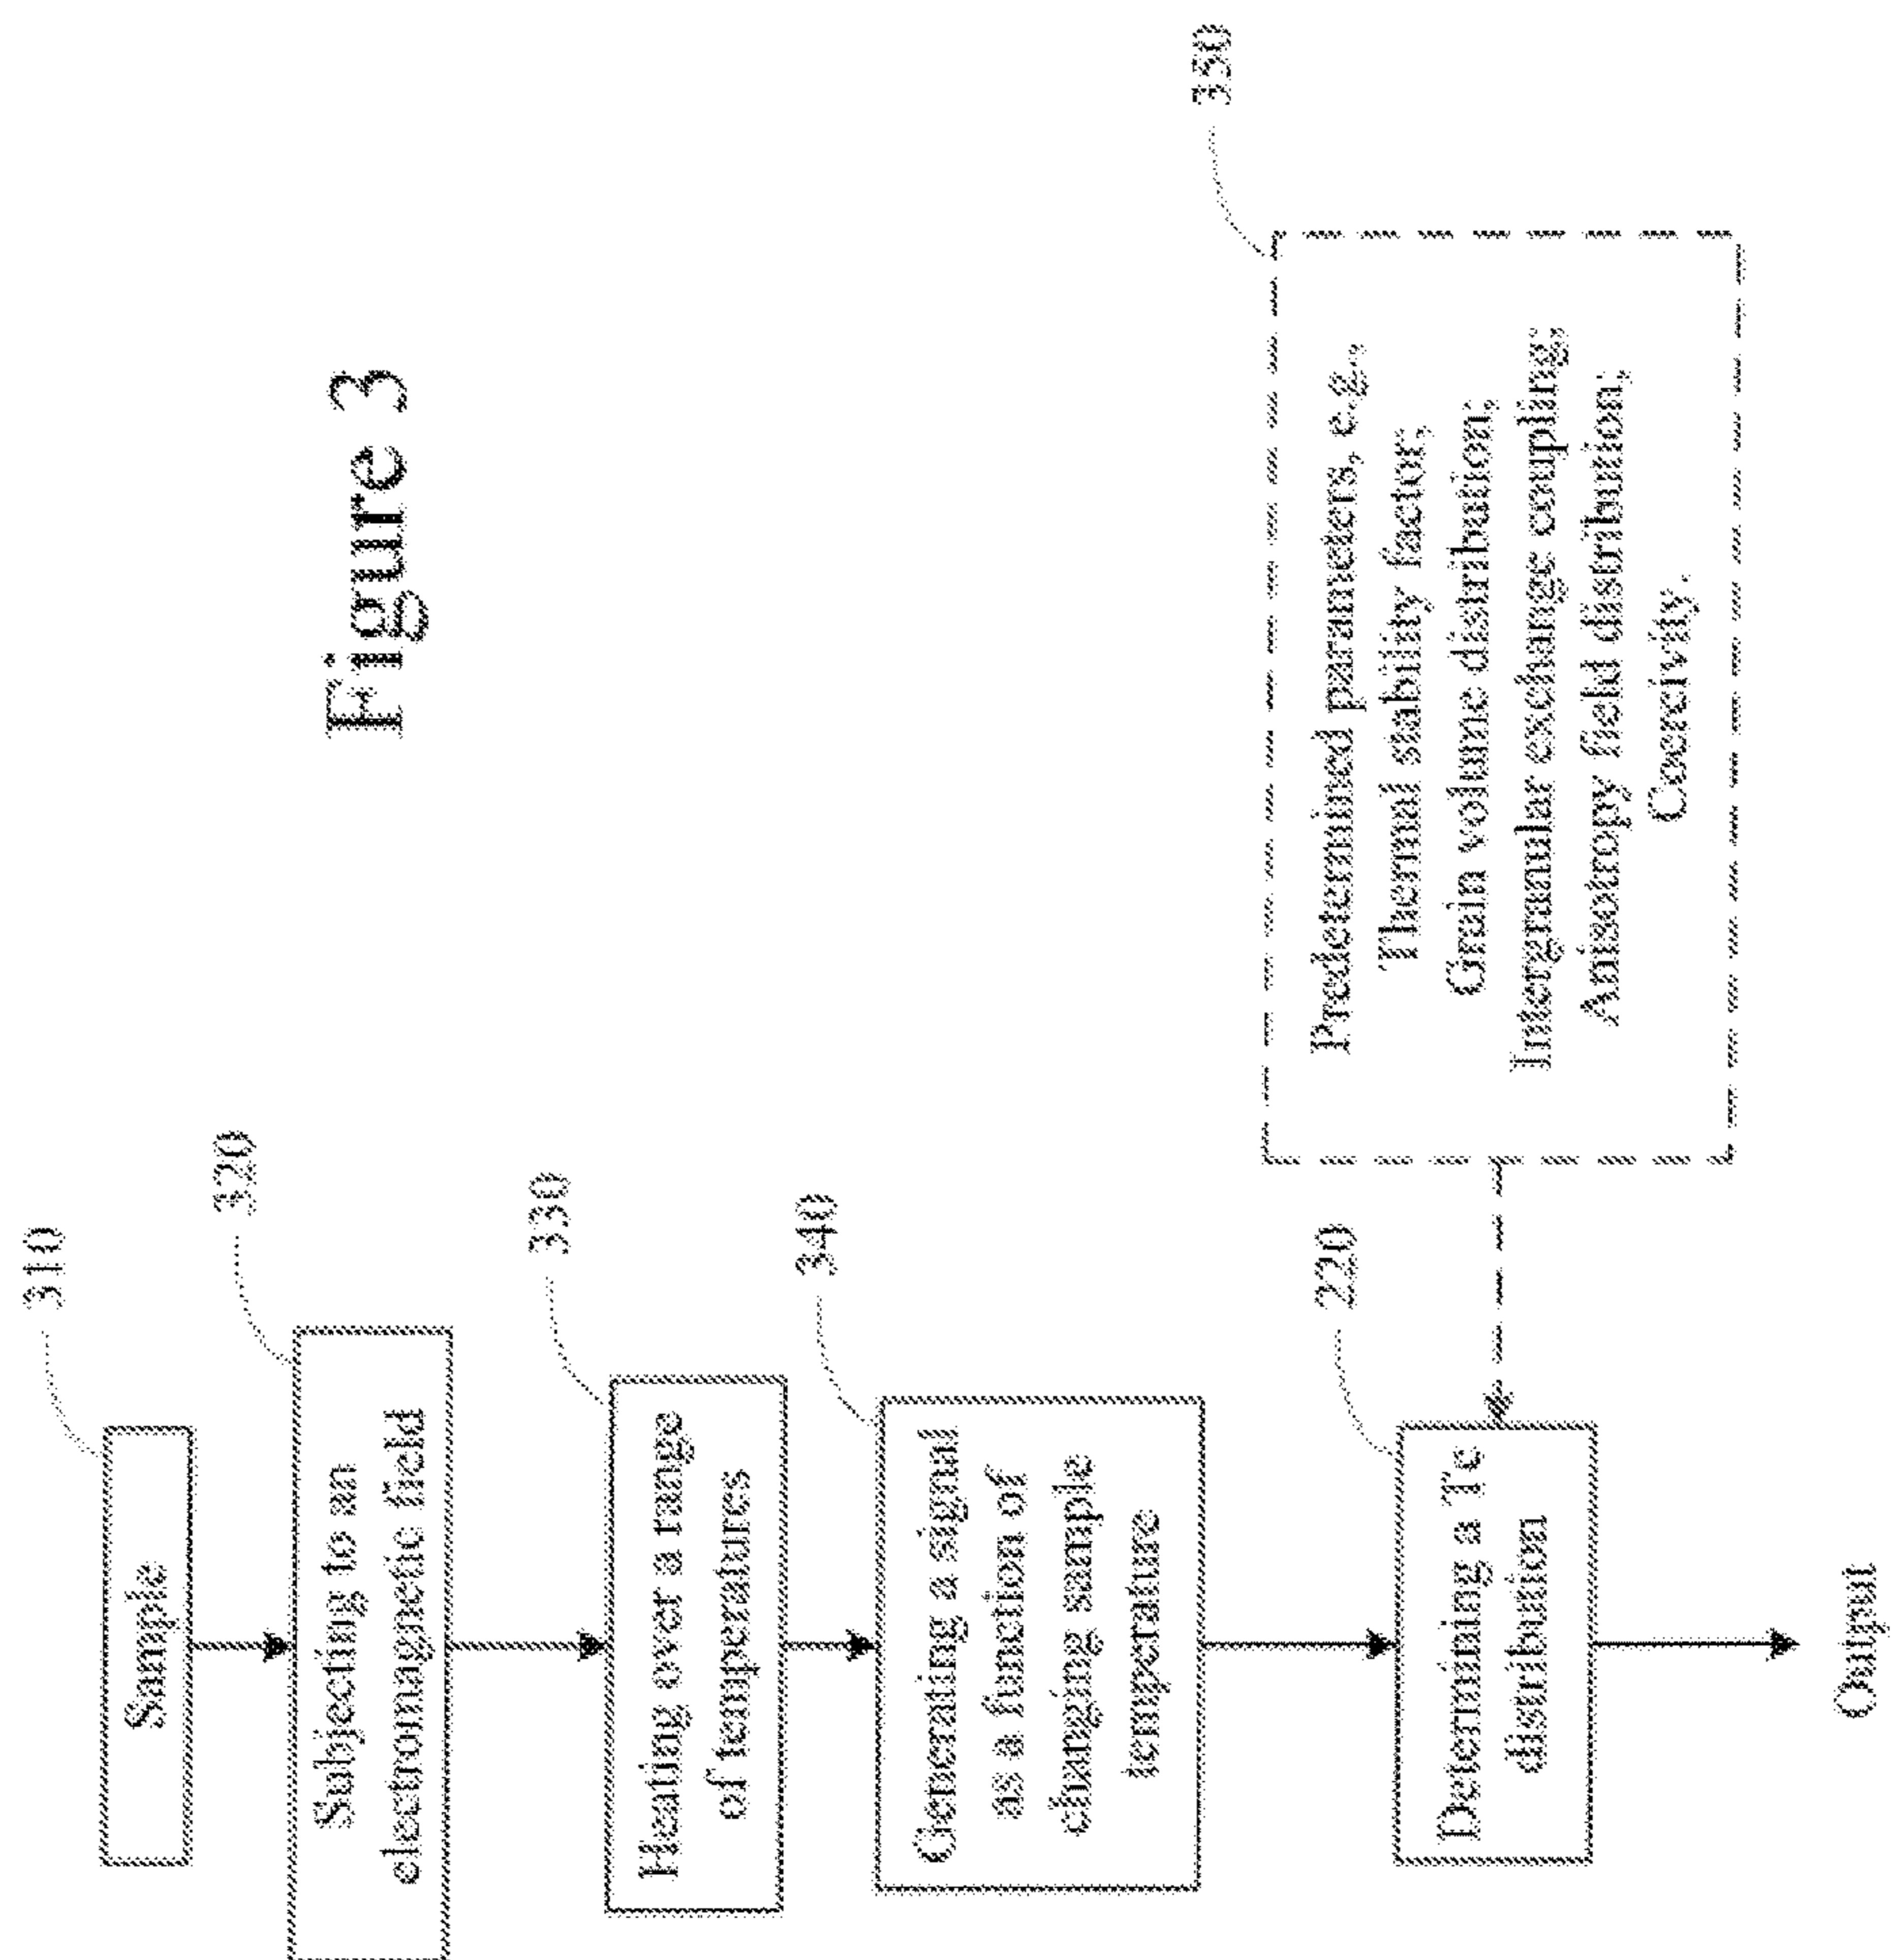 Figure 3
310
Sample
320
Subjecting to an
electromagnetic field
330
Heating over a range
of temperatures
340
Generating a signal
as a function of
changing sample
temperature
220
Determining a Tc
distribution
350
Predetermined parameters, e.g.,
Thermal stability factor;
Grain volume distribution;
Intergranular exchange coupling;
Anisotropy field distribution;
Coercivity.
Output